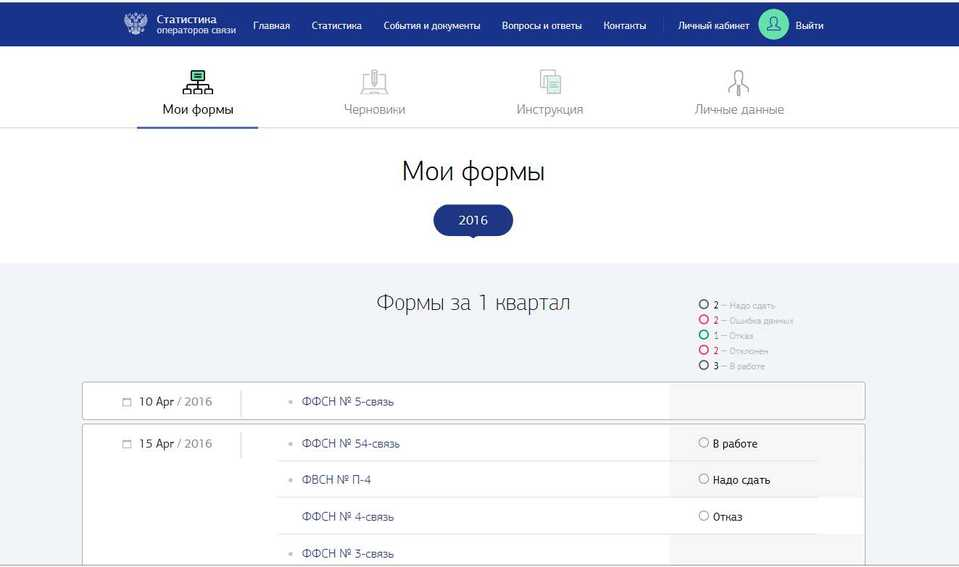 Статистика
операторов связи
Главная
Статистика
События и документы
Вопросы и ответы
Контакты
Личный кабинет
Выйти
Мои формы
Черновики
Инструкция
Личные данные
Мои формы
2016
Формы за 1 квартал
2 – Надо сдать
2 – Ошибка данных
1 – Отказ
2 – Отклонен
3 – В работе
10 Apr / 2016
ФФСН № 5-связь
15 Apr / 2016
ФФСН № 54-связь
В работе
ФВСН № П-4
Надо сдать
ФФСН № 4-связь
Отказ
ФФСН № 3-связь